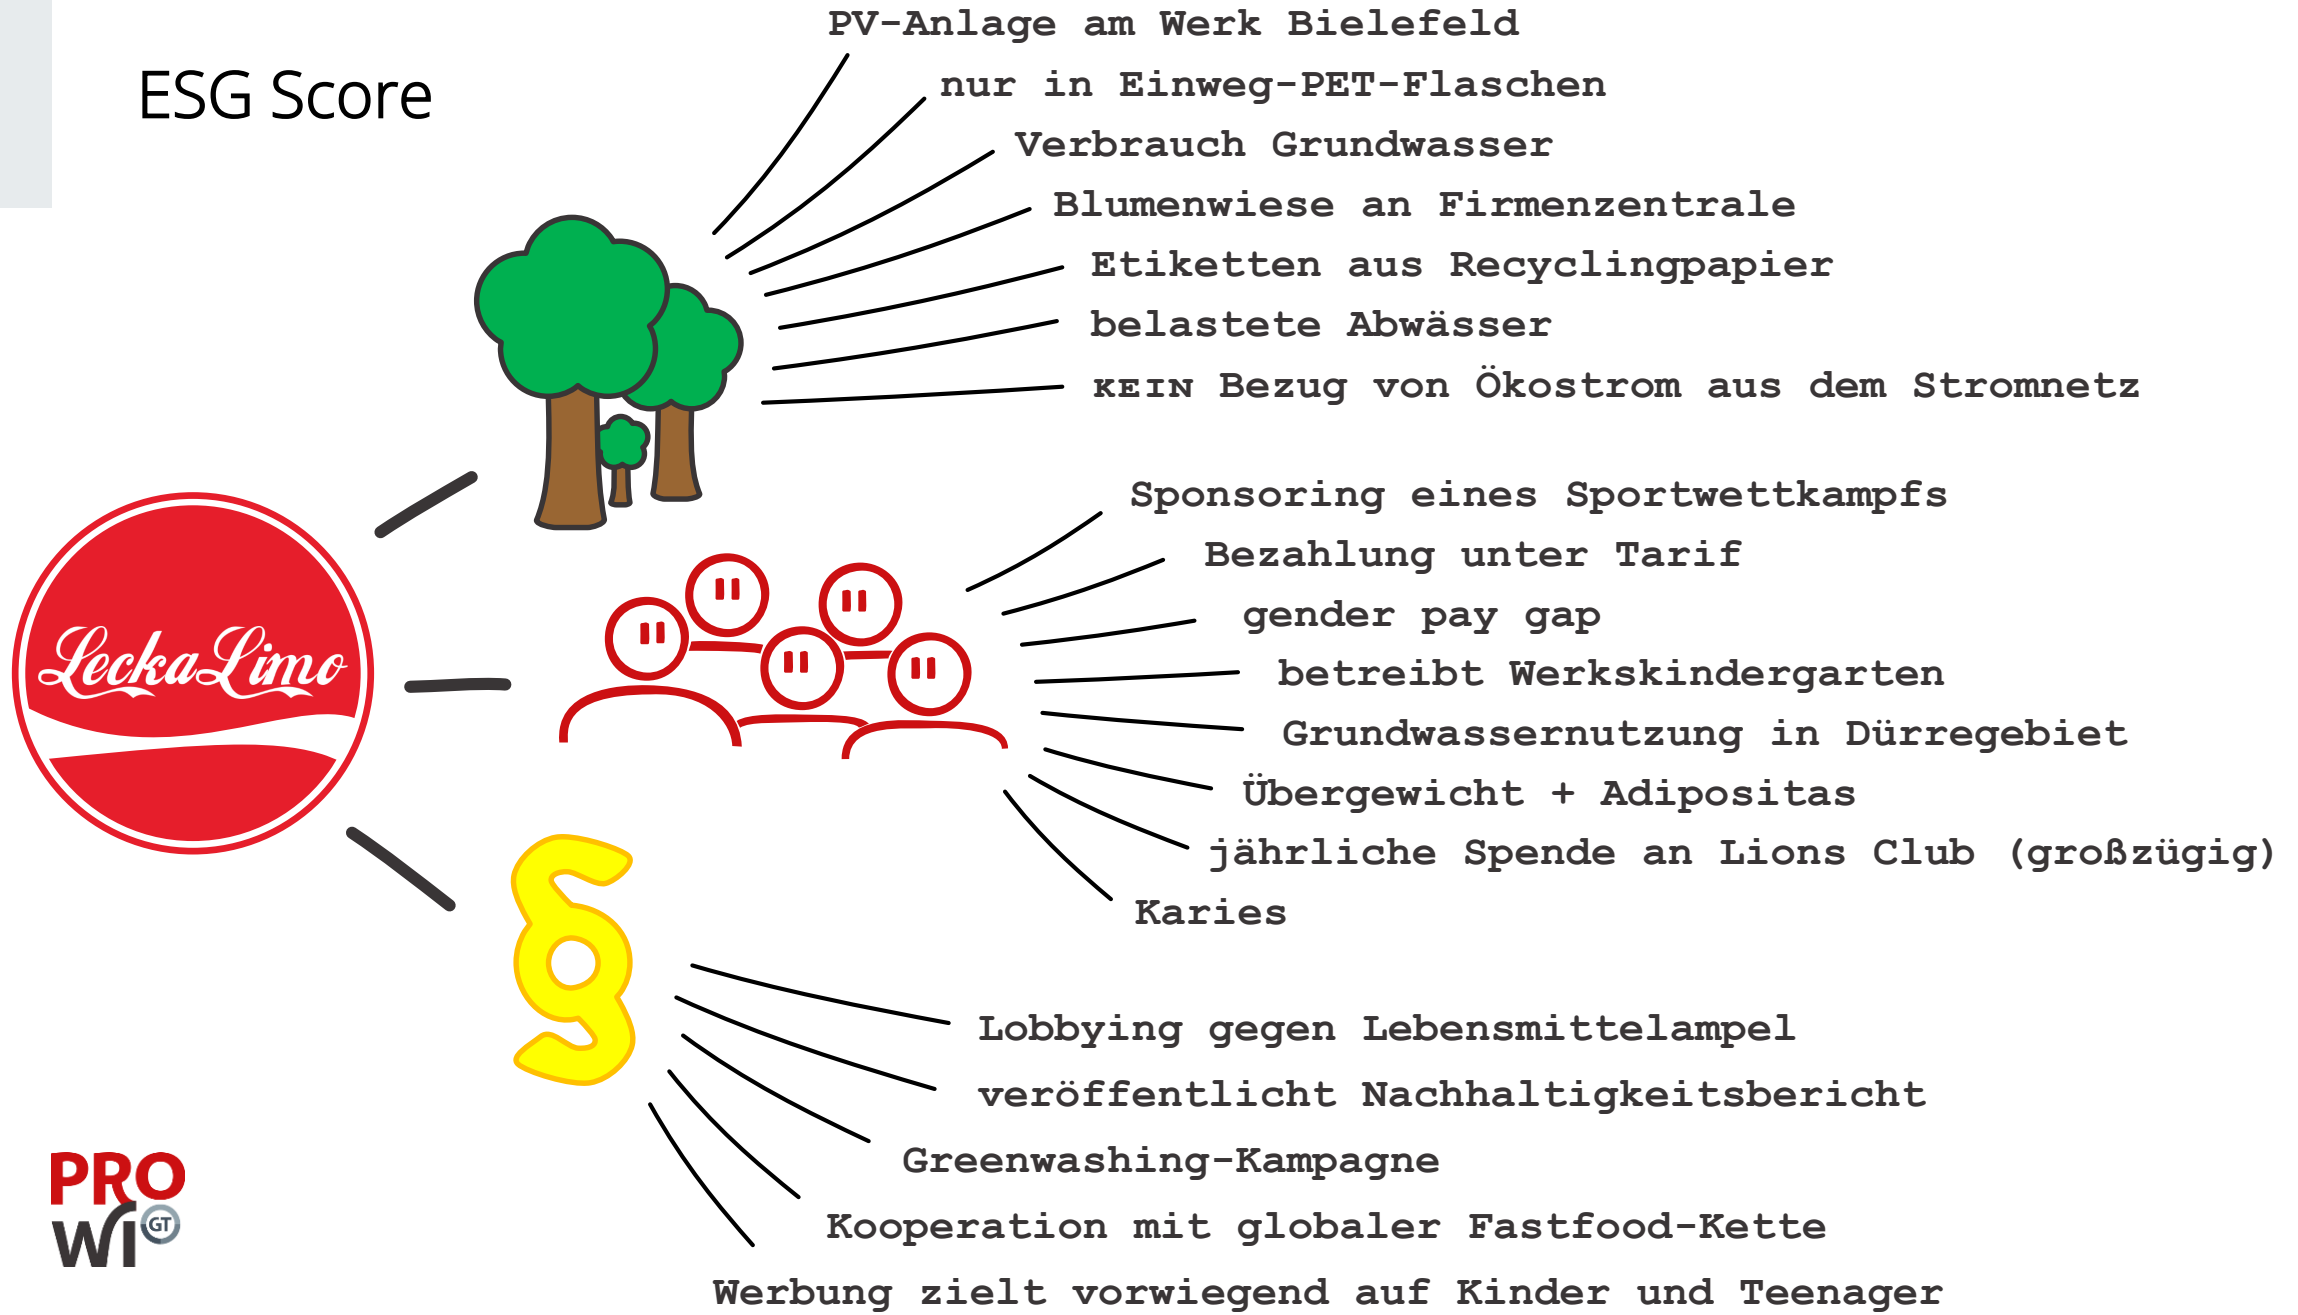 ESG Score
PV-Anlage am Werk Bielefeld
nur in Einweg-PET-Flaschen
Verbrauch Grundwasser
Blumenwiese an Firmenzentrale
Etiketten aus Recyclingpapier
belastete Abwässer
KEIN Bezug von Ökostrom aus dem Stromnetz
Sponsoring eines Sportwettkampfs
Bezahlung unter Tarif
gender pay gap
betreibt Werkskindergarten
Grundwassernutzung in Dürregebiet
Übergewicht + Adipositas
jährliche Spende an Lions Club (großzügig)
Karies
LeckaLimo
Lobbying gegen Lebensmittelampel
veröffentlicht Nachhaltigkeitsbericht
Greenwashing-Kampagne
Kooperation mit globaler Fastfood-Kette
Werbung zielt vorwiegend auf Kinder und Teenager
PRO
WI GT